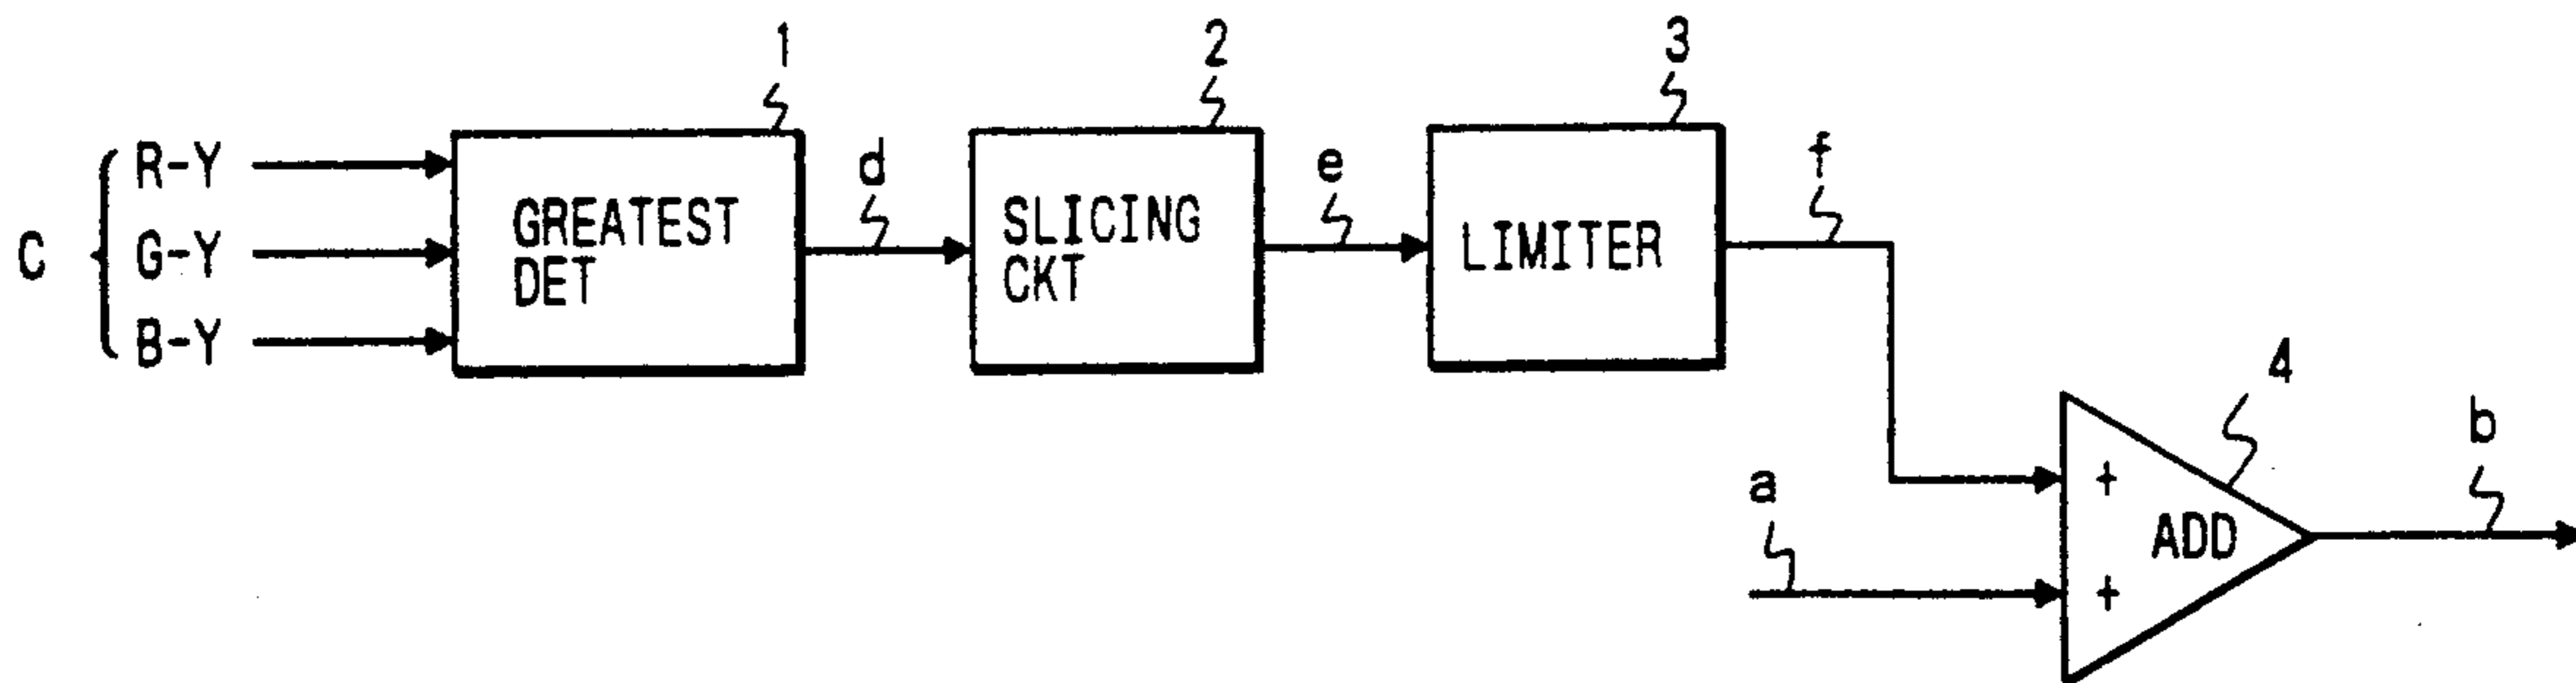 1
2
3
C
R-Y
G-Y
B-Y
GREATEST
DET
d
SLICING
CKT
e
LIMITER
f
4
a
+
+
ADD
b